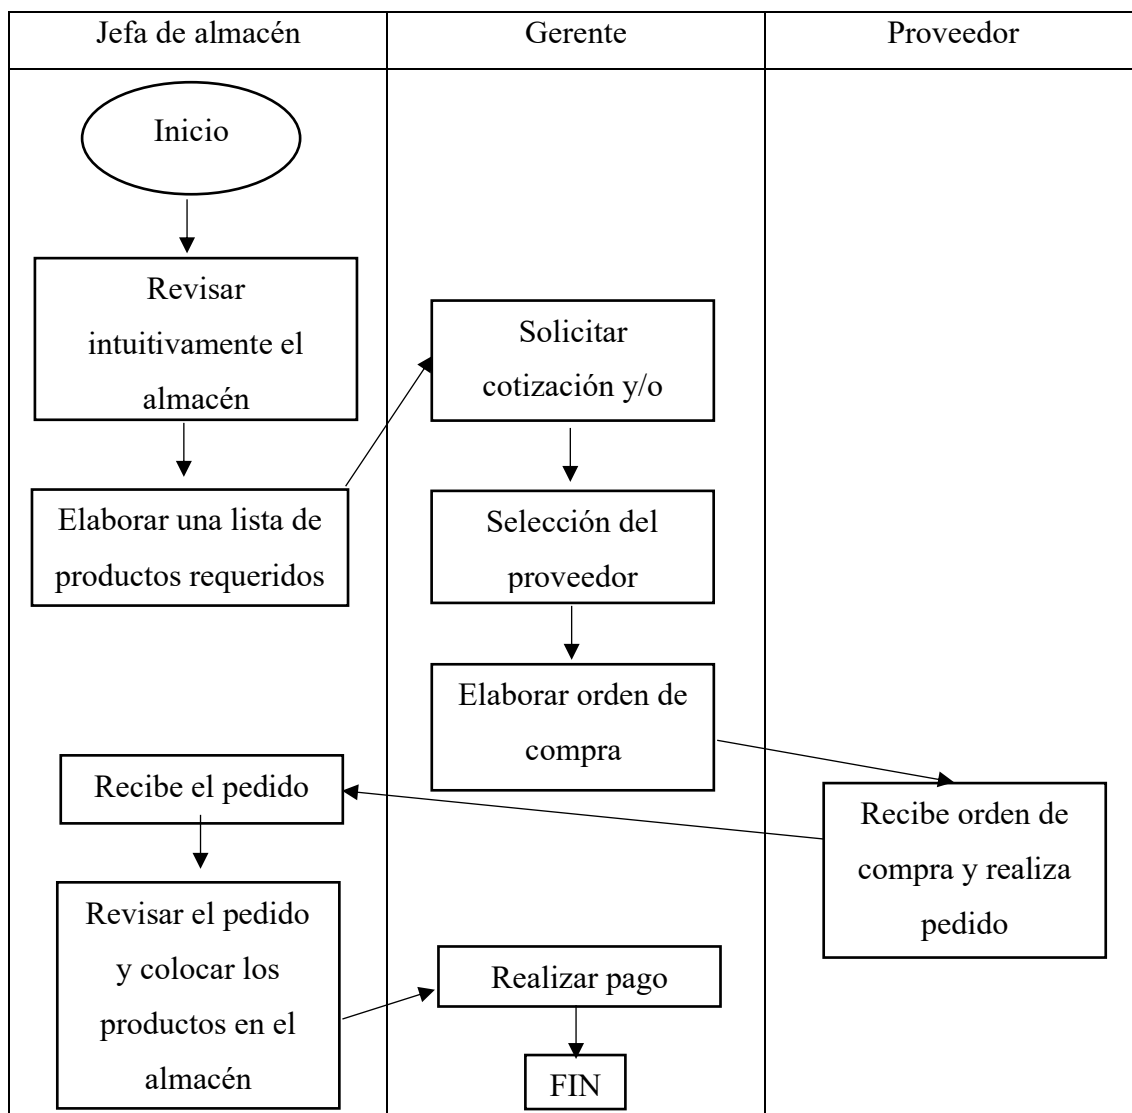 Jefa de almacén
Gerente
Proveedor
Inicio
Revisar
intuitivamente el
almacén
Elaborar una lista de
productos requeridos
Solicitar
cotización y/o
Selección del
proveedor
Elaborar orden de
compra
Recibe orden de
compra y realiza
pedido
Recibe el pedido
Revisar el pedido
y colocar los
productos en el
almacén
Realizar pago
FIN